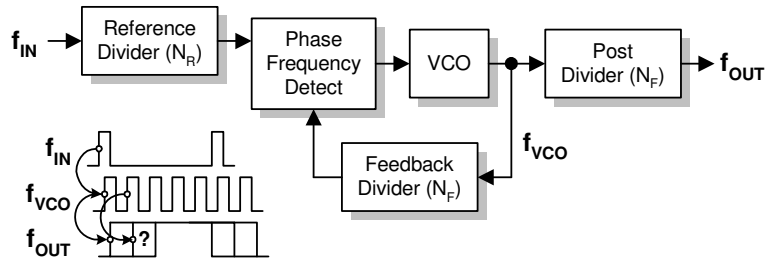 f_IN
Reference
Divider (N_R)
Phase
Frequency
Detect
VCO
Post
Divider (N_F)
f_OUT
f_VCO
Feedback
Divider (N_F)
f_IN
f_VCO
f_OUT
?